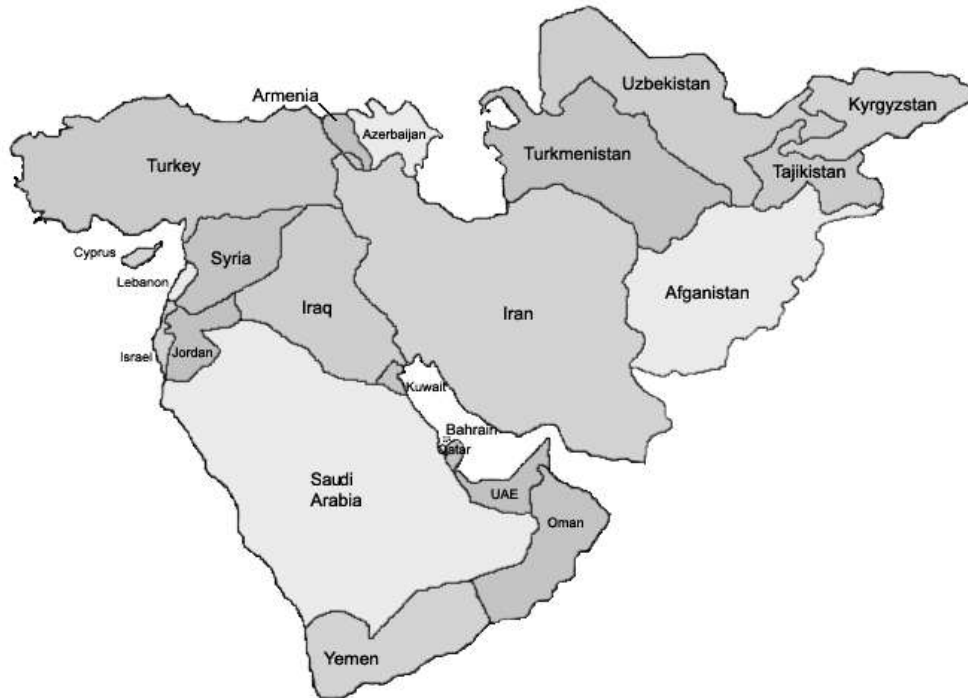 Uzbekistan
Kyrgyzstan
Armenia
Azerbaijan
Turkmenistan
Turkey
Tajikistan
Cyprus
Syria
Lebanon
Afganistan
Iraq
Iran
Israel
Jordan
Kuwait
Bahrain
Qatar
Saudi
Arabia
UAE
Oman
Yemen